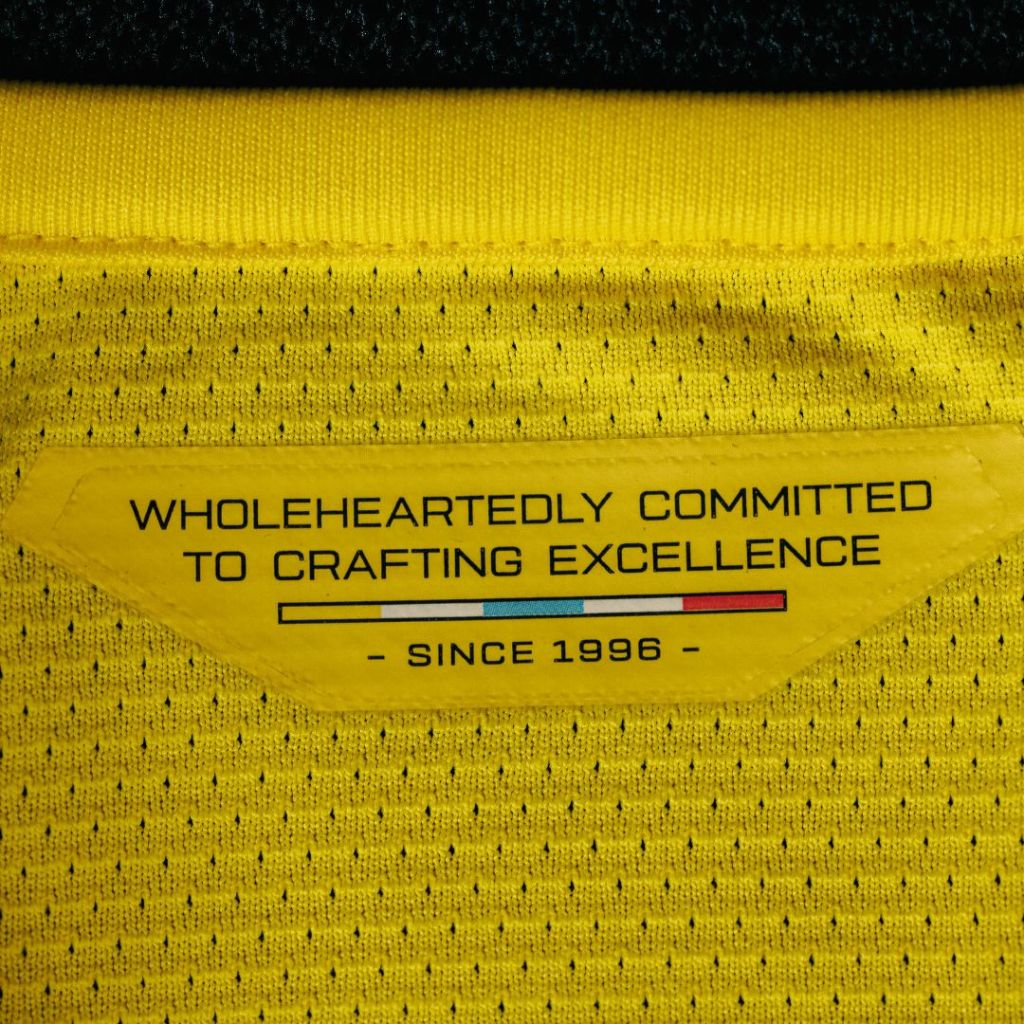 WHOLEHEARTEDLY COMMITTED
TO CRAFTING EXCELLENCE
- SINCE 1996 -